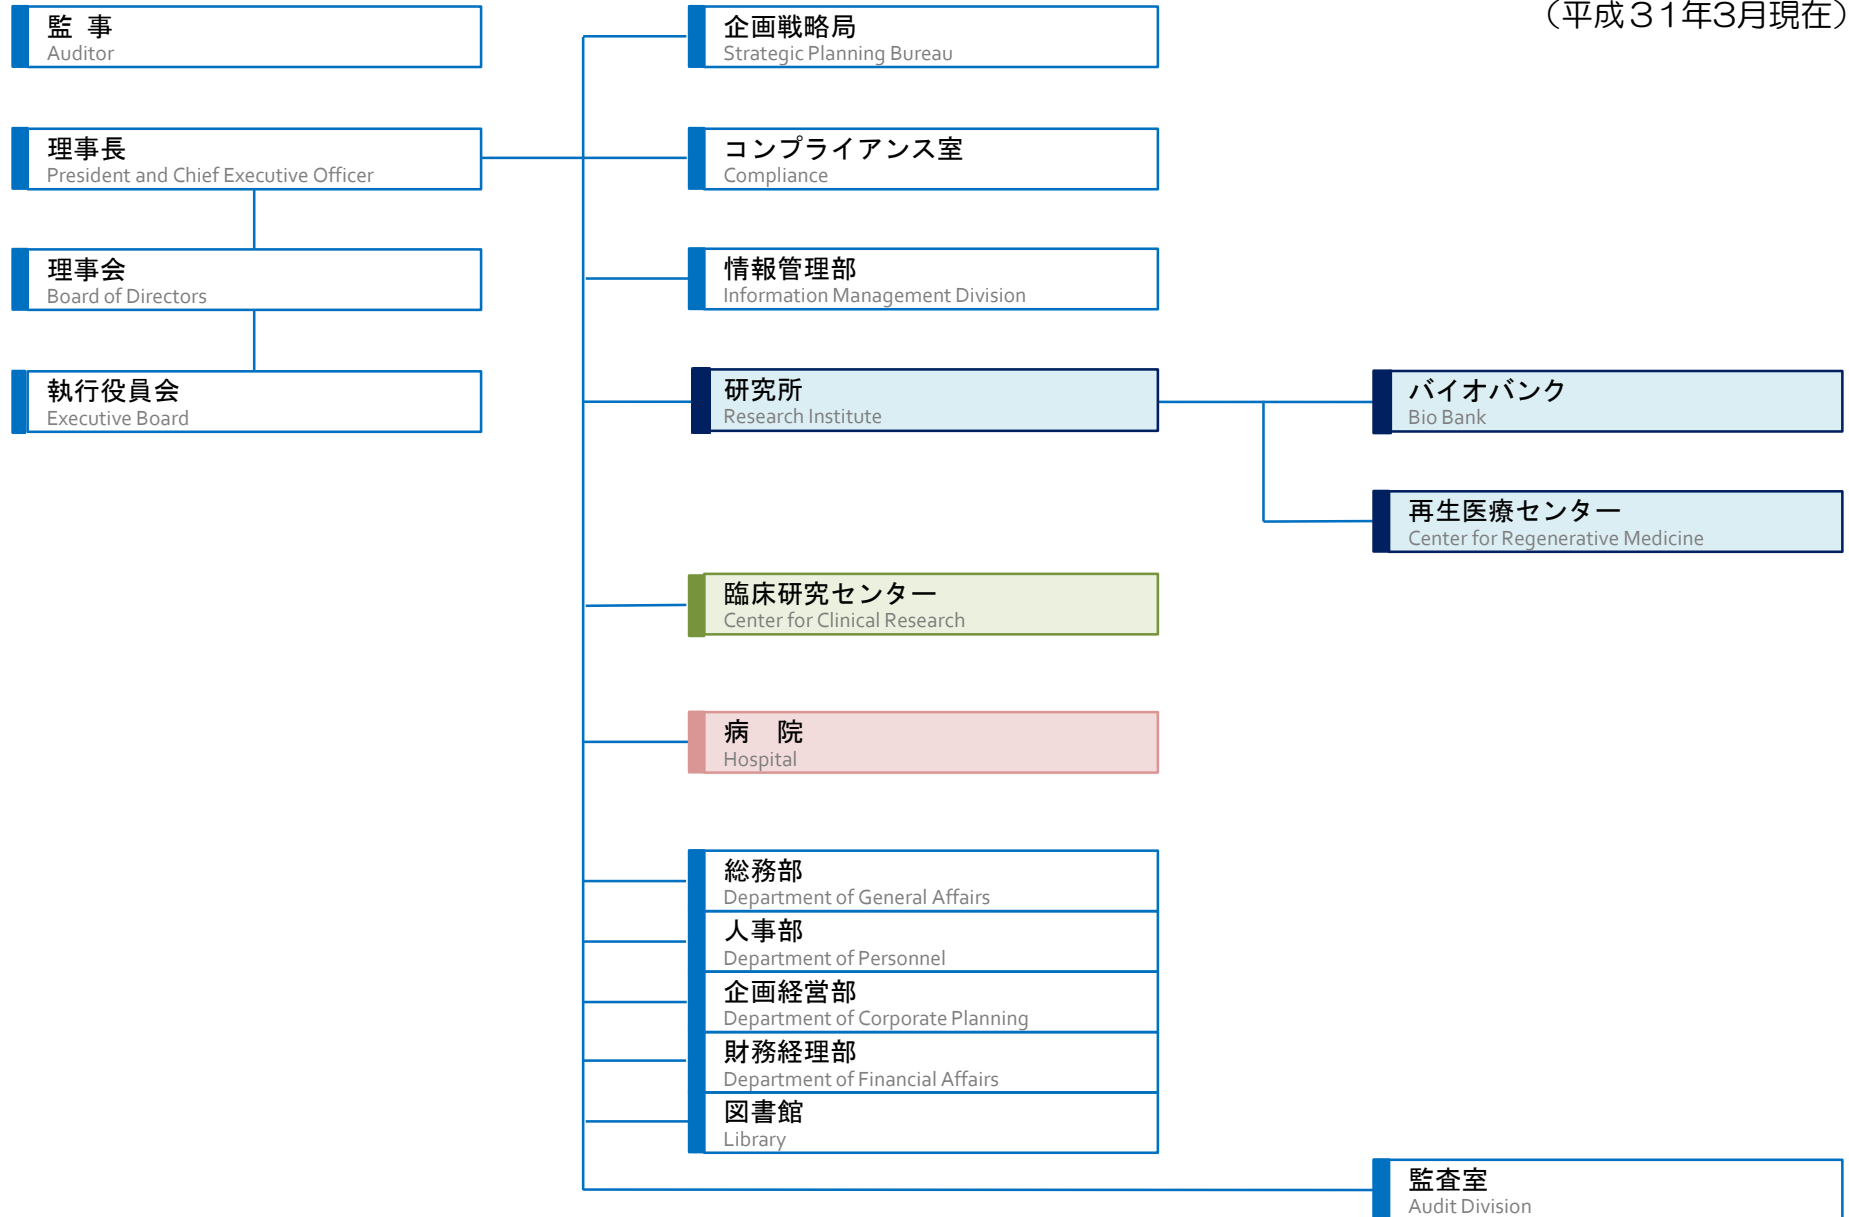 （平成３１年3月現在）
監 事
Auditor
理事長
President and Chief Executive Officer
理事会
Board of Directors
執行役員会
Executive Board
企画戦略局
Strategic Planning Bureau
コンプライアンス室
Compliance
情報管理部
Information Management Division
研究所
Research Institute
バイオバンク
Bio Bank
再生医療センター
Center for Regenerative Medicine
臨床研究センター
Center for Clinical Research
病　院
Hospital
総務部
Department of General Affairs
人事部
Department of Personnel
企画経営部
Department of Corporate Planning
財務経理部
Department of Financial Affairs
図書館
Library
監査室
Audit Division